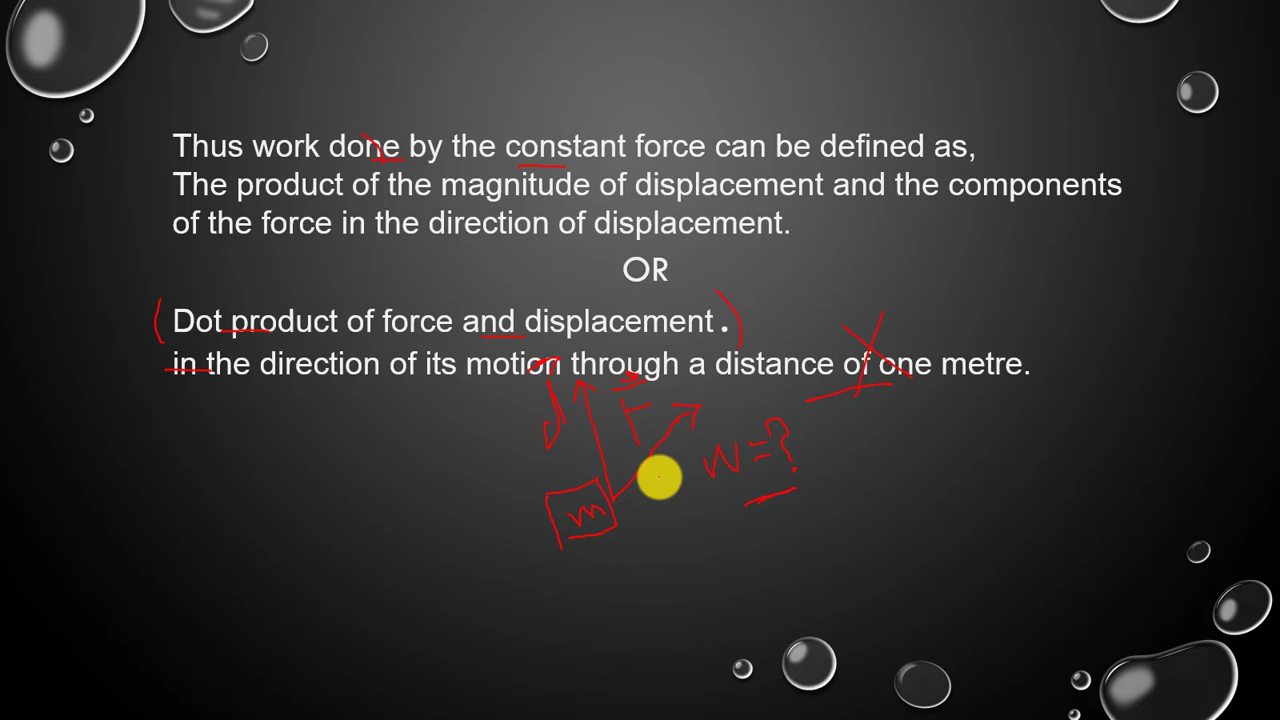 Thus work done by the constant force can be defined as,
The product of the magnitude of displacement and the components
of the force in the direction of displacement.
OR
Dot product of force and displacement.
in the direction of its motion through a distance of one metre.
F
W=?
m